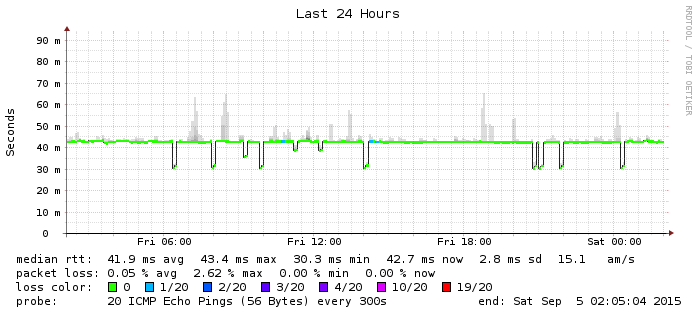 Last 24 Hours
RRDTOOL / TOBI OETIKER
Seconds
90 m
80 m
70 m
60 m
50 m
40 m
30 m
20 m
10 m
0
Fri 06:00 Fri 12:00 Fri 18:00 Sat 00:00
median rtt: 41.9 ms avg 43.4 ms max 30.3 ms min 42.7 ms now 2.8 ms sd 15.1 am/s
packet loss: 0.05 % avg 2.62 % max 0.00 % min 0.00 % now
loss color: 0 1/20 2/20 3/20 4/20 10/20 19/20
probe: 20 ICMP Echo Pings (56 Bytes) every 300s end: Sat Sep 5 02:05:04 2015